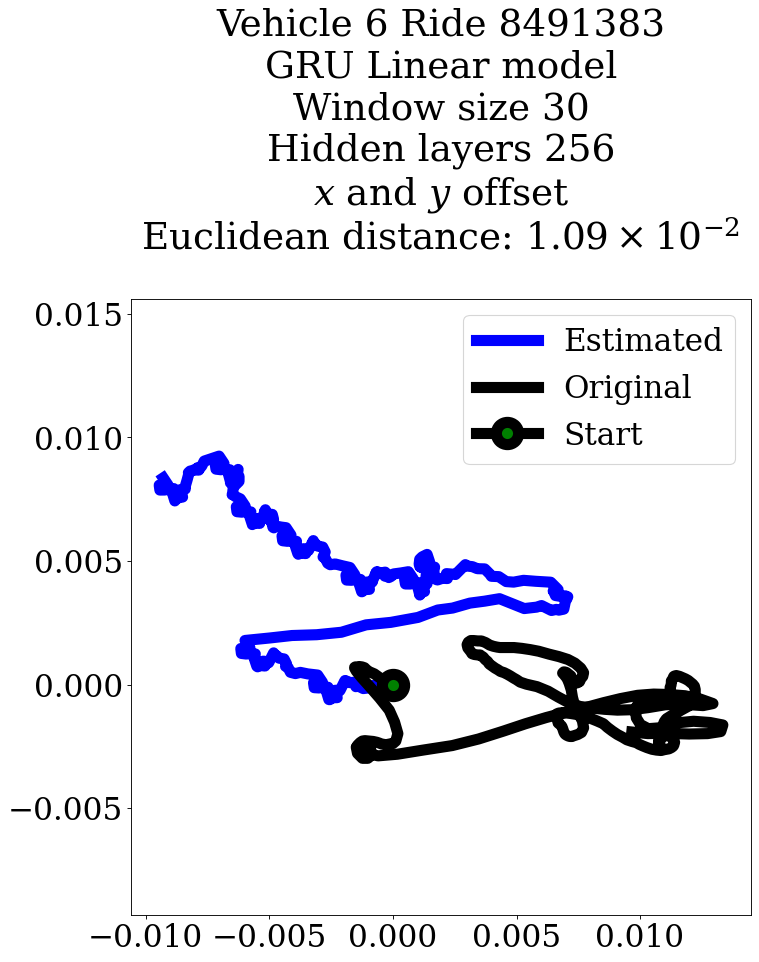 Vehicle 6 Ride 8491383
GRU Linear model
Window size 30
Hidden layers 256
x and y offset
Euclidean distance: 1.09 × 10⁻²
0.015
0.010
0.005
0.000
−0.005
Estimated
Original
Start
−0.010 −0.005 0.000 0.005 0.010